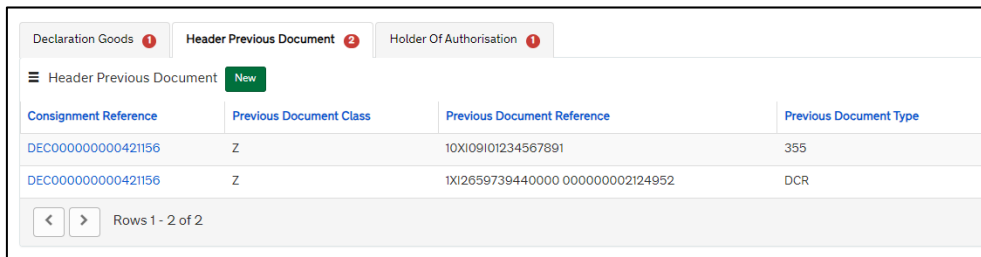 Declaration Goods 1 Header Previous Document 2 Holder Of Authorisation 1
Header Previous Document New
Consignment Reference Previous Document Class Previous Document Reference Previous Document Type
DEC000000000421156 Z 10XI09I01234567891 355
DEC000000000421156 Z 1XI2659739440000 000000002124952 DCR
< > Rows 1 - 2 of 2